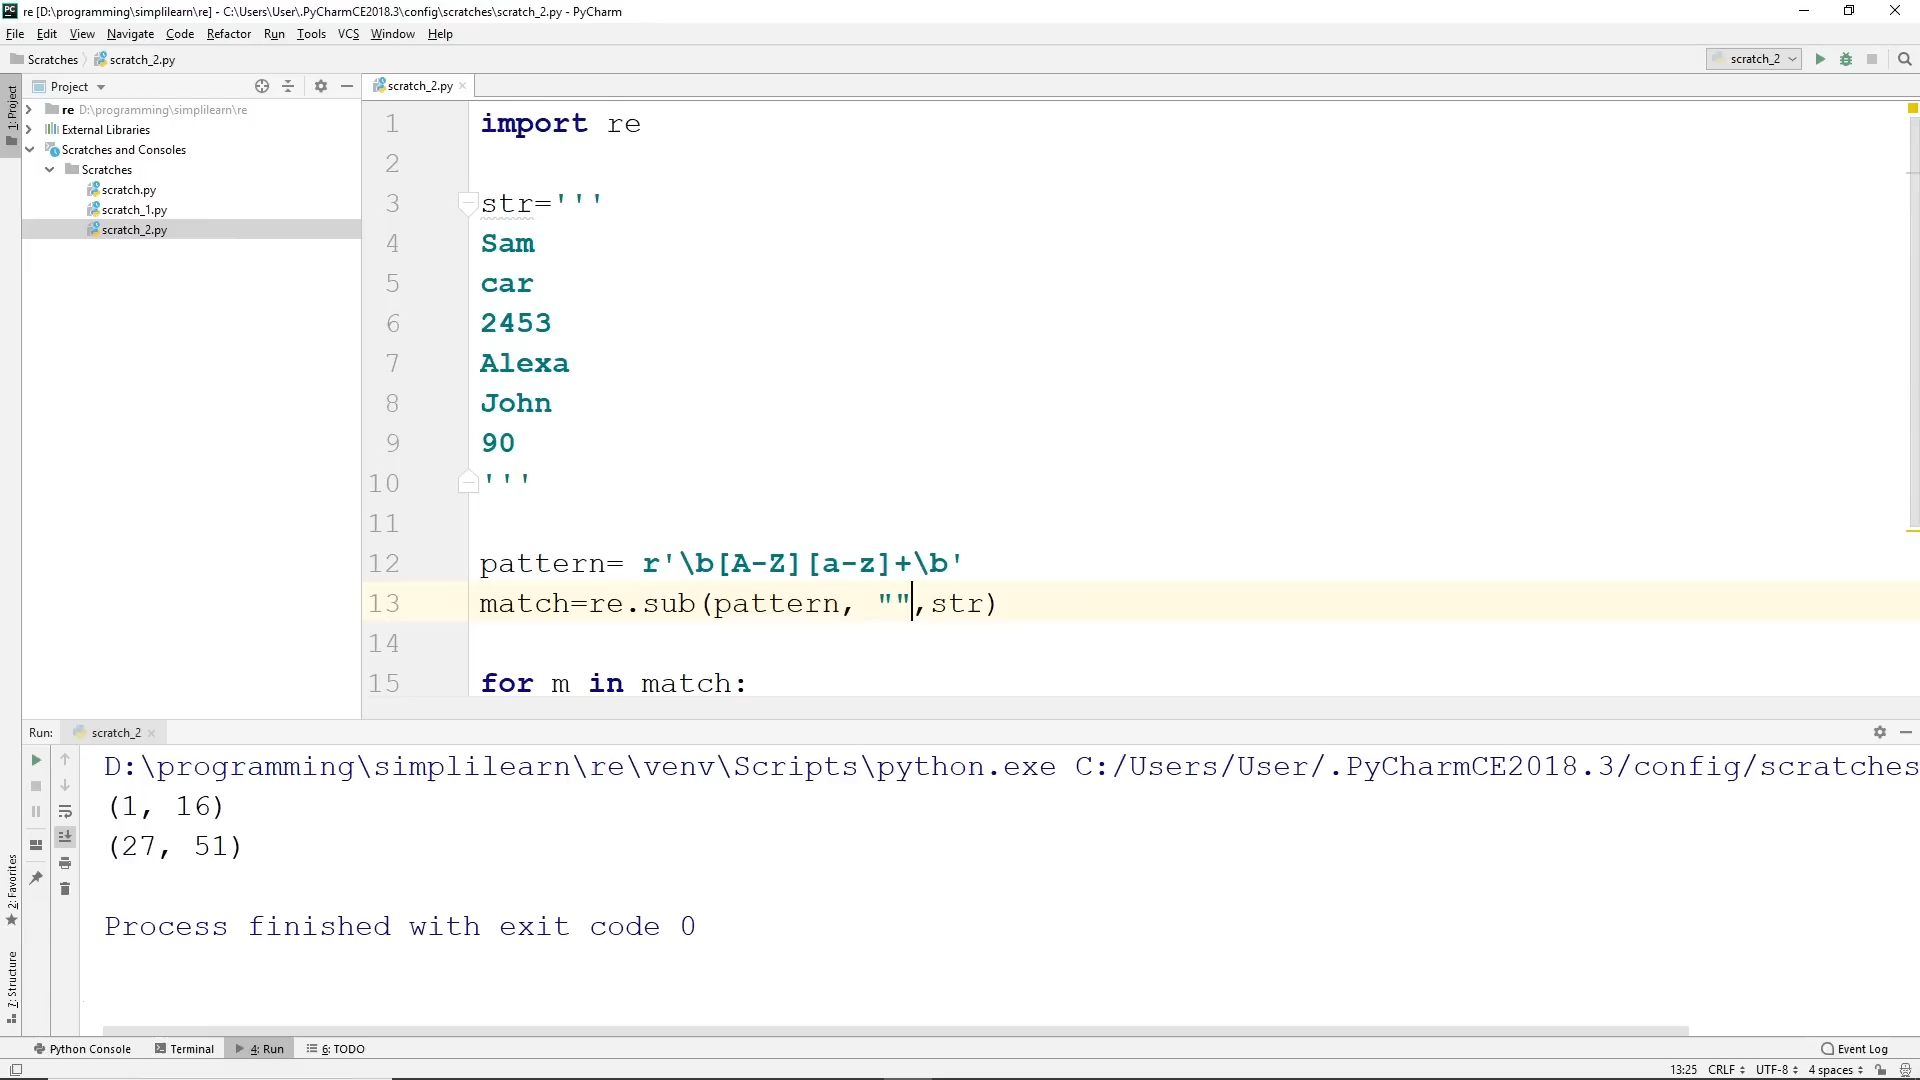 re [D:\programming\simplilearn\re] - C:\Users\User\.PyCharmCE2018.3\config\scratches\scratch_2.py - PyCharm
File Edit View Navigate Code Refactor Run Tools VCS Window Help
Scratches scratch_2.py
scratch_2
Project
scratch_2.py
1: Project
re D:\programming\simplilearn\re
External Libraries
Scratches and Consoles
Scratches
scratch.py
scratch_1.py
scratch_2.py
1 import re
2
3 str='''
4 Sam
5 car
6 2453
7 Alexa
8 John
9 90
10 '''
11
12 pattern= r'\b[A-Z][a-z]+\b'
13 match=re.sub(pattern, "",str)
14
15 for m in match:
Run: scratch_2
D:\programming\simplilearn\re\venv\Scripts\python.exe C:/Users/User/.PyCharmCE2018.3/config/scratches
(1, 16)
(27, 51)
Process finished with exit code 0
2: Favorites
7: Structure
Python Console Terminal 4: Run 6: TODO Event Log
13:25 CRLF UTF-8 4 spaces